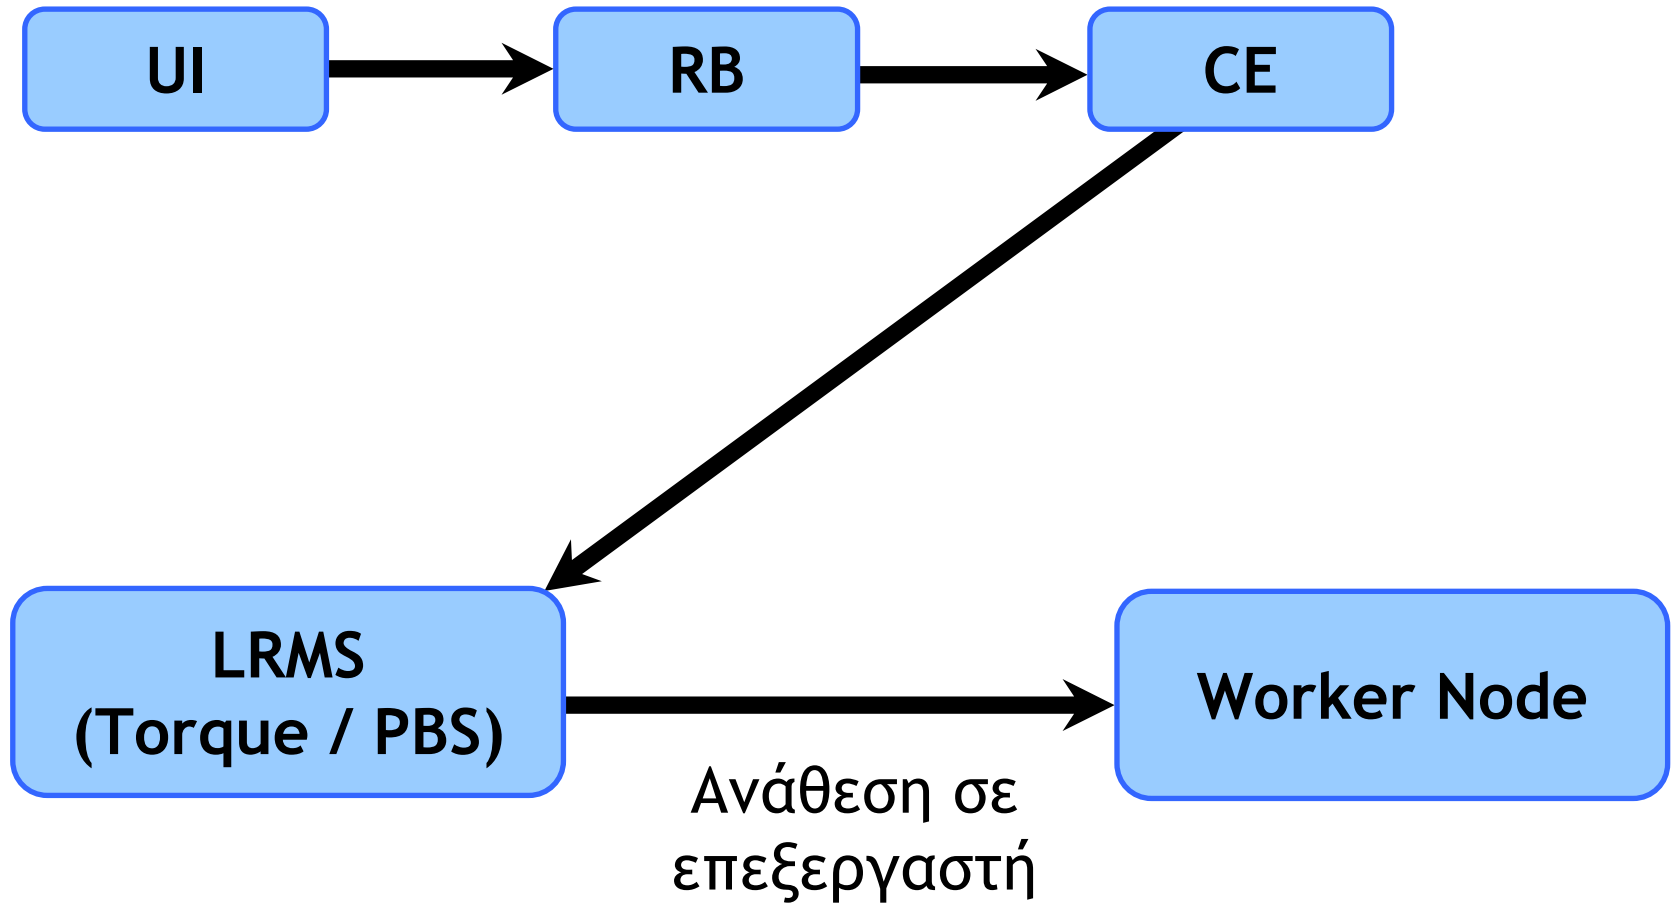 UI
RB
CE
LRMS
(Torque / PBS)
Worker Node
Ανάθεση σε
επεξεργαστή